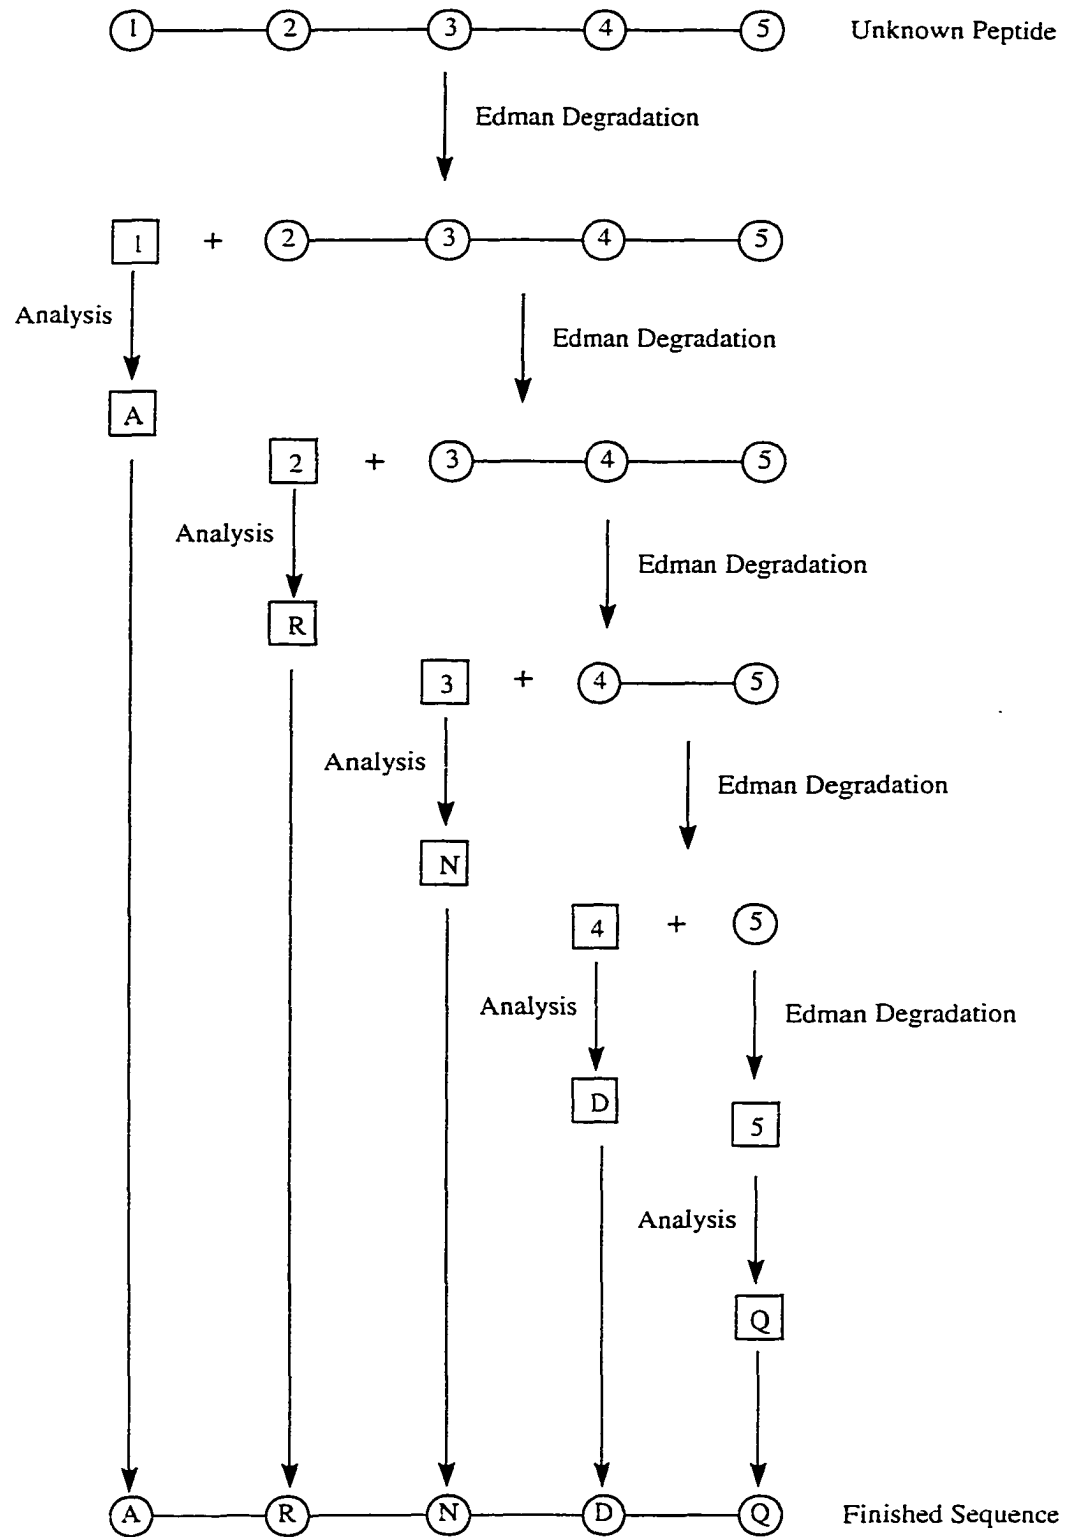 1 2 3 4 5 Unknown Peptide
Edman Degradation
1 + 2 3 4 5
Analysis
Edman Degradation
A
2 + 3 4 5
Analysis
Edman Degradation
R
3 + 4 5
Analysis
Edman Degradation
N
4 + 5
Analysis
Edman Degradation
D
5
Analysis
Q
A R N D Q Finished Sequence